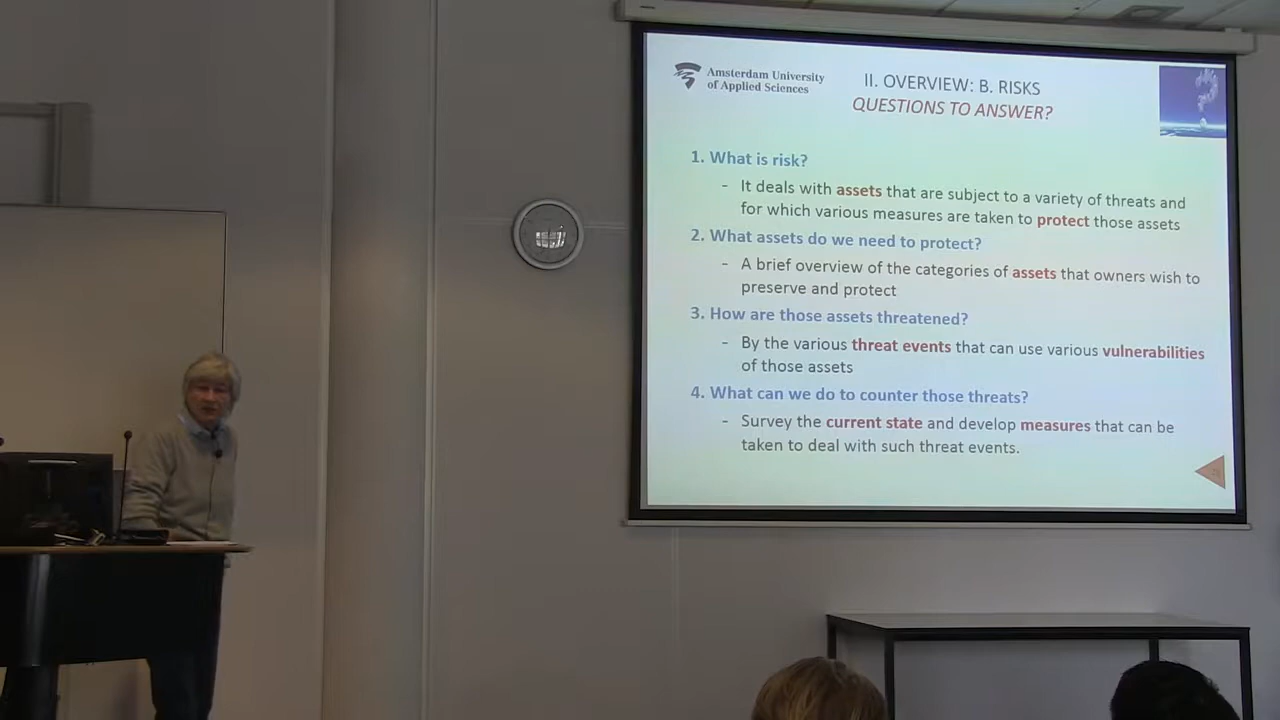 Amsterdam University
of Applied Sciences
II. OVERVIEW: B. RISKS
QUESTIONS TO ANSWER?
1. What is risk?
- It deals with assets that are subject to a variety of threats and
for which various measures are taken to protect those assets
2. What assets do we need to protect?
- A brief overview of the categories of assets that owners wish to
preserve and protect
3. How are those assets threatened?
- By the various threat events that can use various vulnerabilities
of those assets
4. What can we do to counter those threats?
- Survey the current state and develop measures that can be
taken to deal with such threat events.